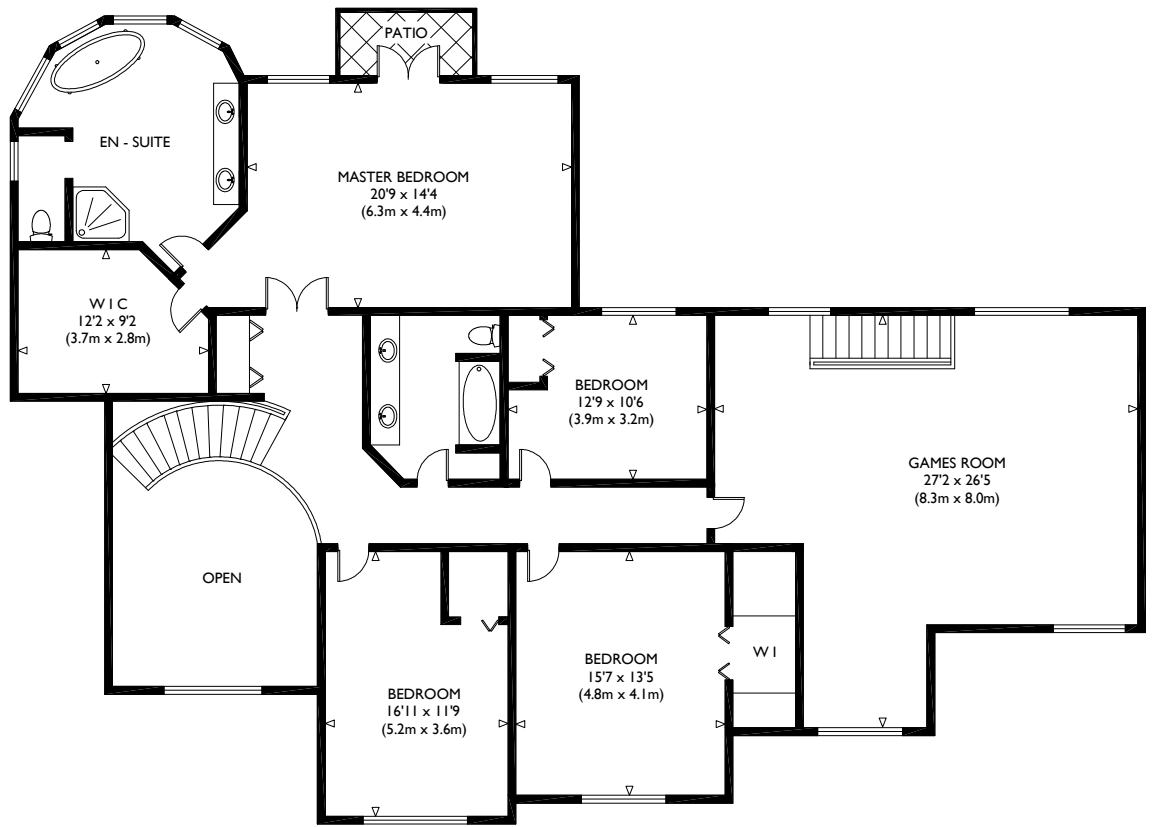 PATIO
EN - SUITE
MASTER BEDROOM
20'9 x 14'4
(6.3m x 4.4m)
W I C
12'2 x 9'2
(3.7m x 2.8m)
BEDROOM
12'9 x 10'6
(3.9m x 3.2m)
GAMES ROOM
27'2 x 26'5
(8.3m x 8.0m)
OPEN
BEDROOM
16'11 x 11'9
(5.2m x 3.6m)
BEDROOM
15'7 x 13'5
(4.8m x 4.1m)
W I